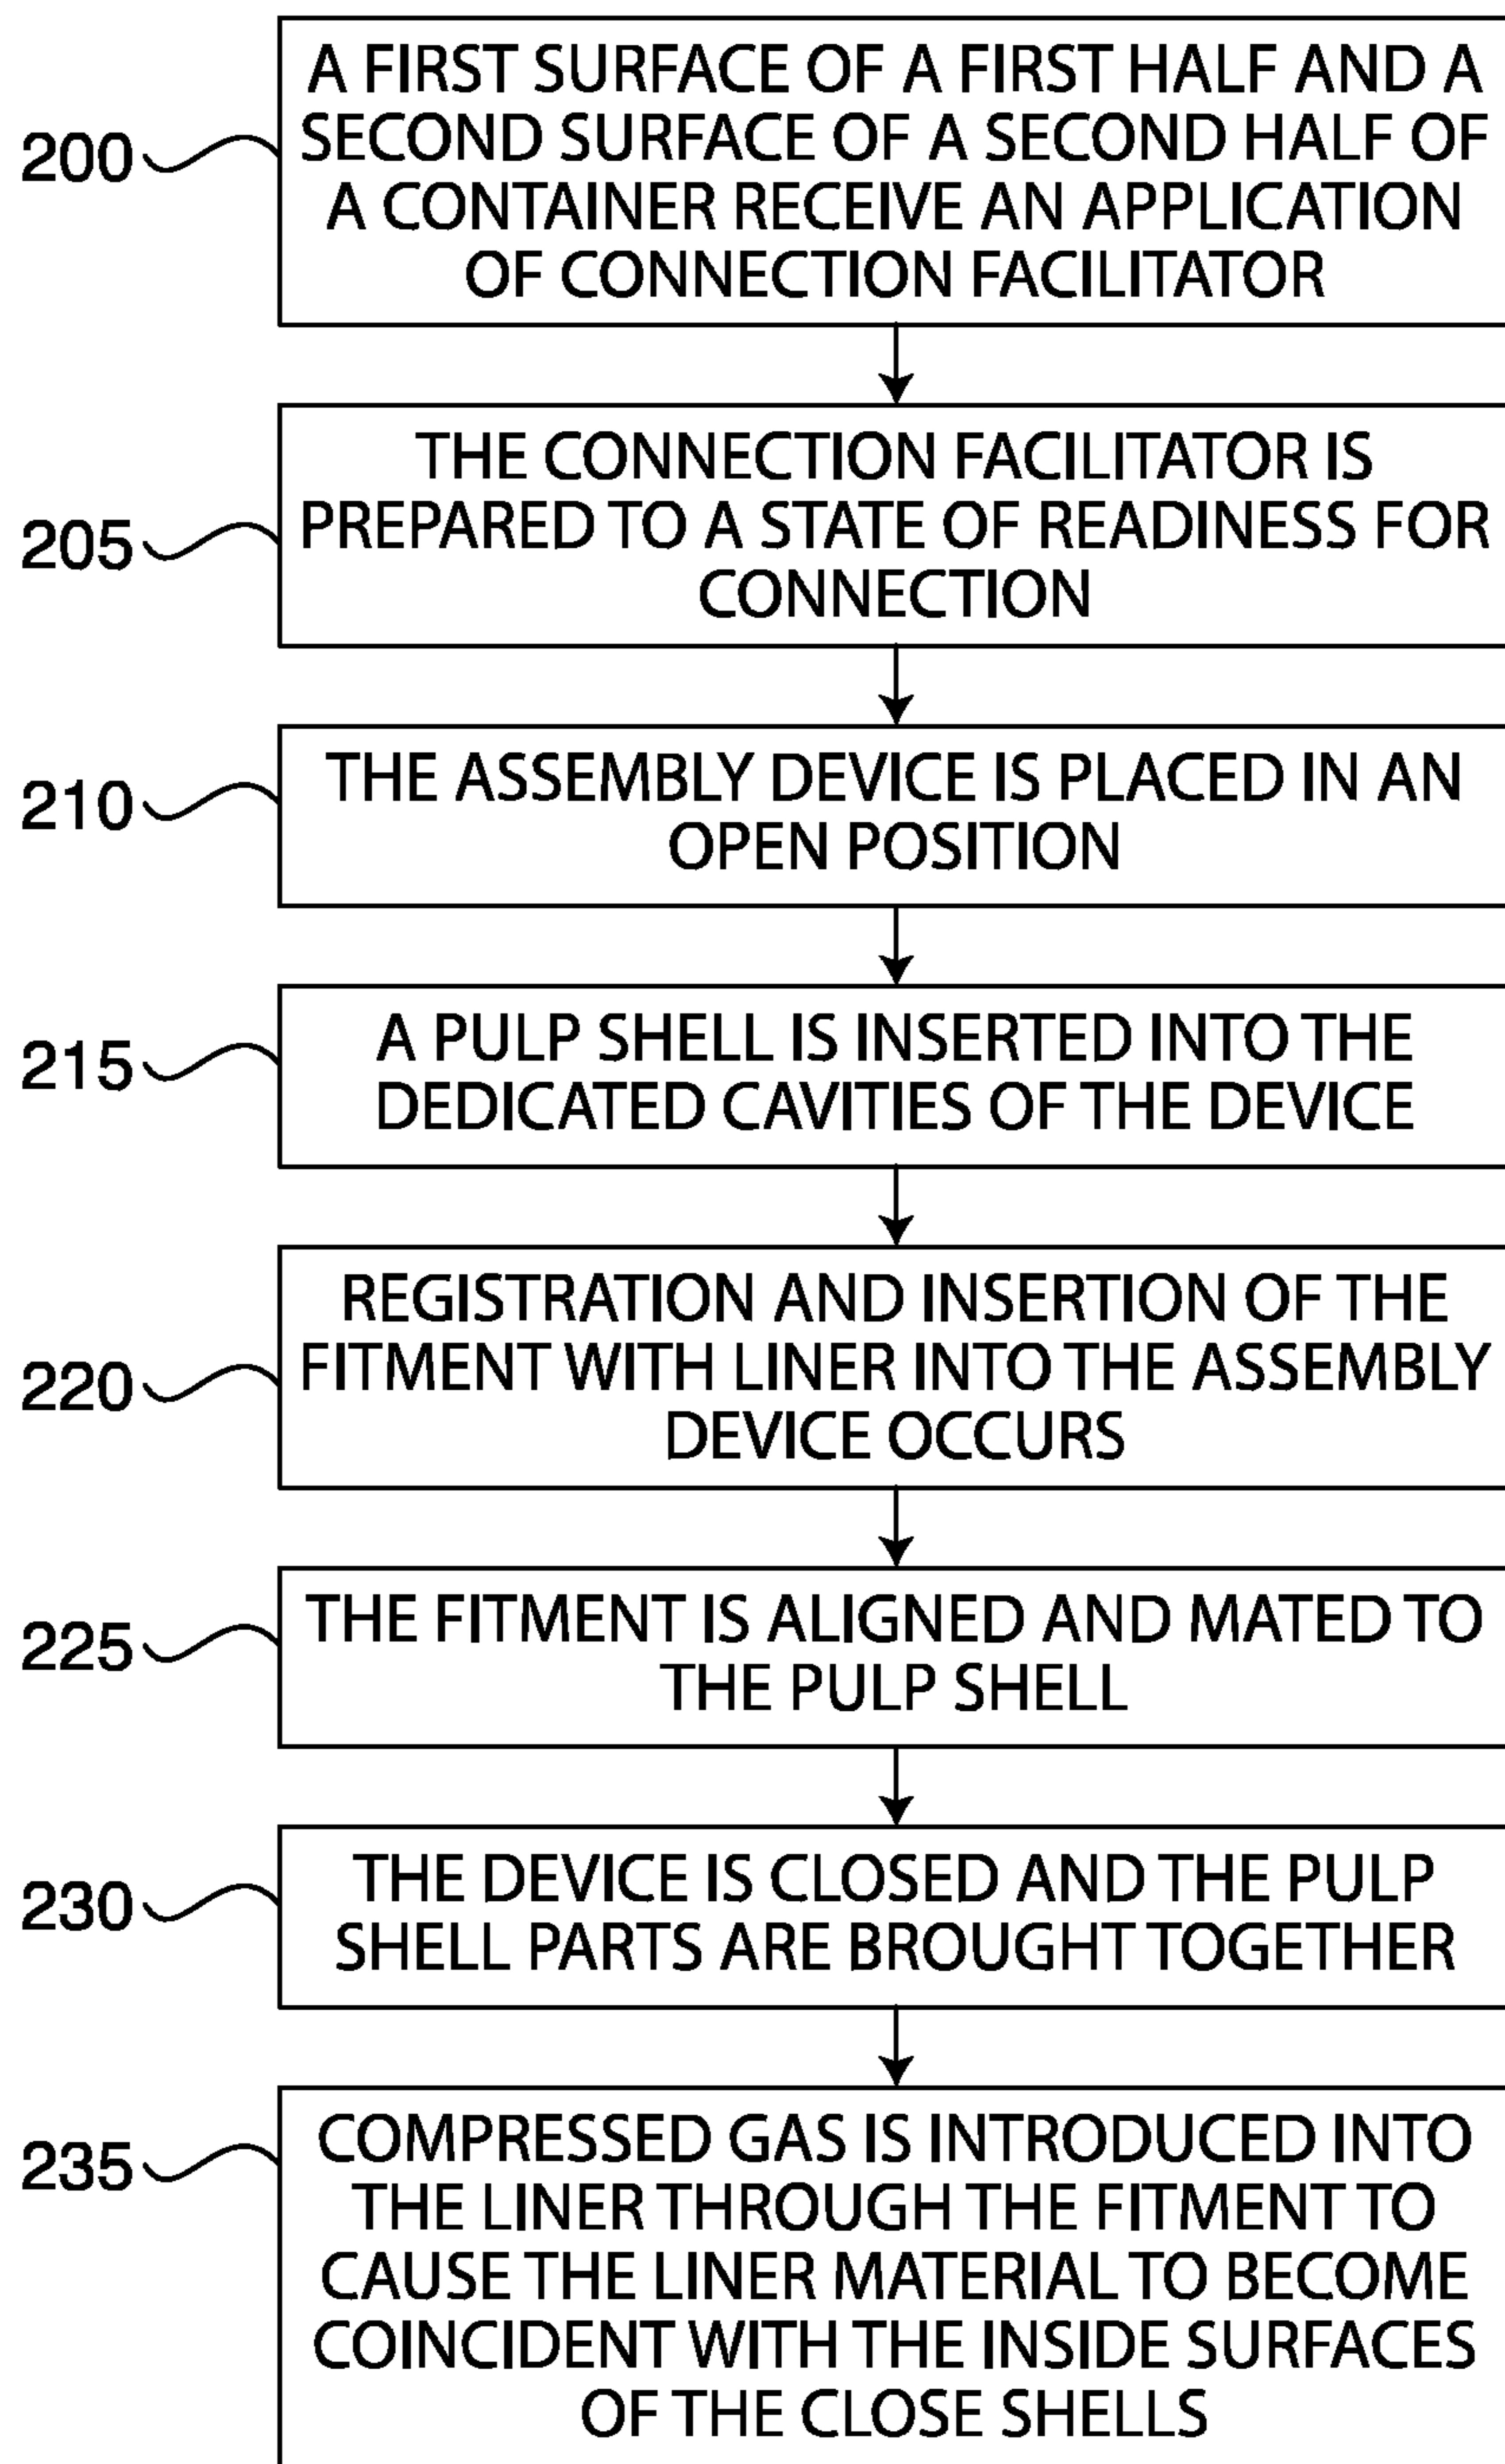 200
A FIRST SURFACE OF A FIRST HALF AND A
SECOND SURFACE OF A SECOND HALF OF
A CONTAINER RECEIVE AN APPLICATION
OF CONNECTION FACILITATOR
205
THE CONNECTION FACILITATOR IS
PREPARED TO A STATE OF READINESS FOR
CONNECTION
210
THE ASSEMBLY DEVICE IS PLACED IN AN
OPEN POSITION
215
A PULP SHELL IS INSERTED INTO THE
DEDICATED CAVITIES OF THE DEVICE
220
REGISTRATION AND INSERTION OF THE
FITMENT WITH LINER INTO THE ASSEMBLY
DEVICE OCCURS
225
THE FITMENT IS ALIGNED AND MATED TO
THE PULP SHELL
230
THE DEVICE IS CLOSED AND THE PULP
SHELL PARTS ARE BROUGHT TOGETHER
235
COMPRESSED GAS IS INTRODUCED INTO
THE LINER THROUGH THE FITMENT TO
CAUSE THE LINER MATERIAL TO BECOME
COINCIDENT WITH THE INSIDE SURFACES
OF THE CLOSE SHELLS